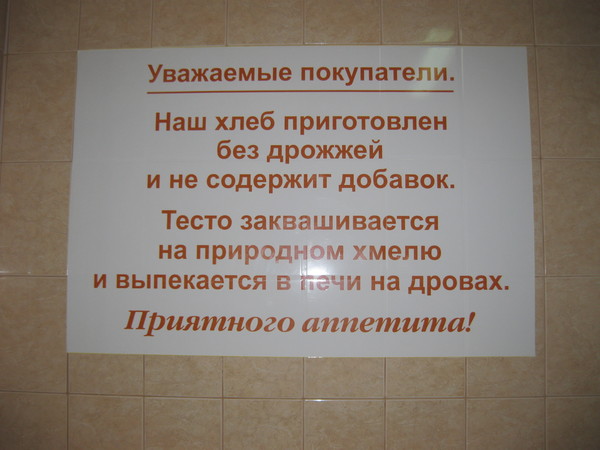 Уважаемые покупатели.
Наш хлеб приготовлен
без дрожжей
и не содержит добавок.
Тесто заквашивается
на природном хмелю
и выпекается в печи на дровах.
Приятного аппетита!